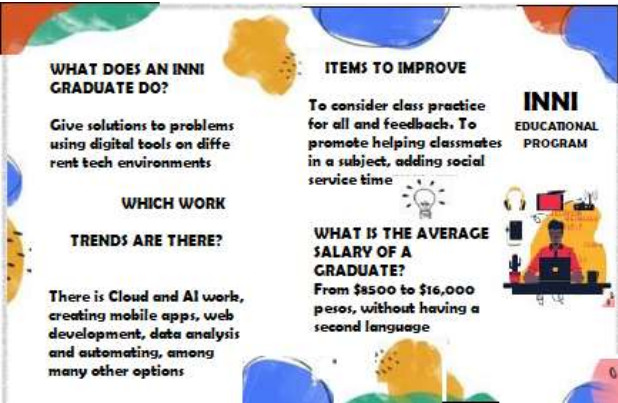 WHAT DOES AN INNI
GRADUATE DO?
Give solutions to problems
using digital tools on diffe
rent tech environments
WHICH WORK
TRENDS ARE THERE?
There is Cloud and AI work,
creating mobile apps, web
development, data analysis
and automating, among
many other options
ITEMS TO IMPROVE
To consider class practice
for all and feedback. To
promote helping classmates
in a subject, adding social
service time
WHAT IS THE AVERAGE
SALARY OF A
GRADUATE?
From $8500 to $16,000
pesos, without having a
second language
INNI
EDUCATIONAL
PROGRAM